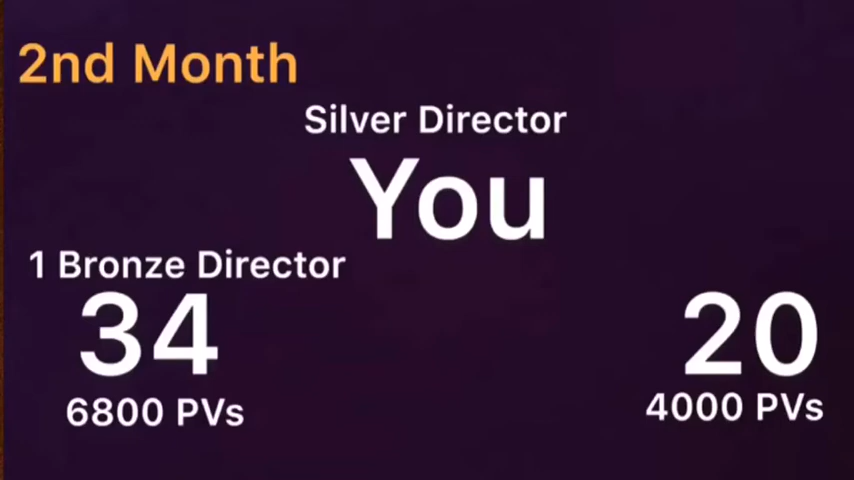 2nd Month
Silver Director
You
1 Bronze Director
34
20
6800 PVs
4000 PVs